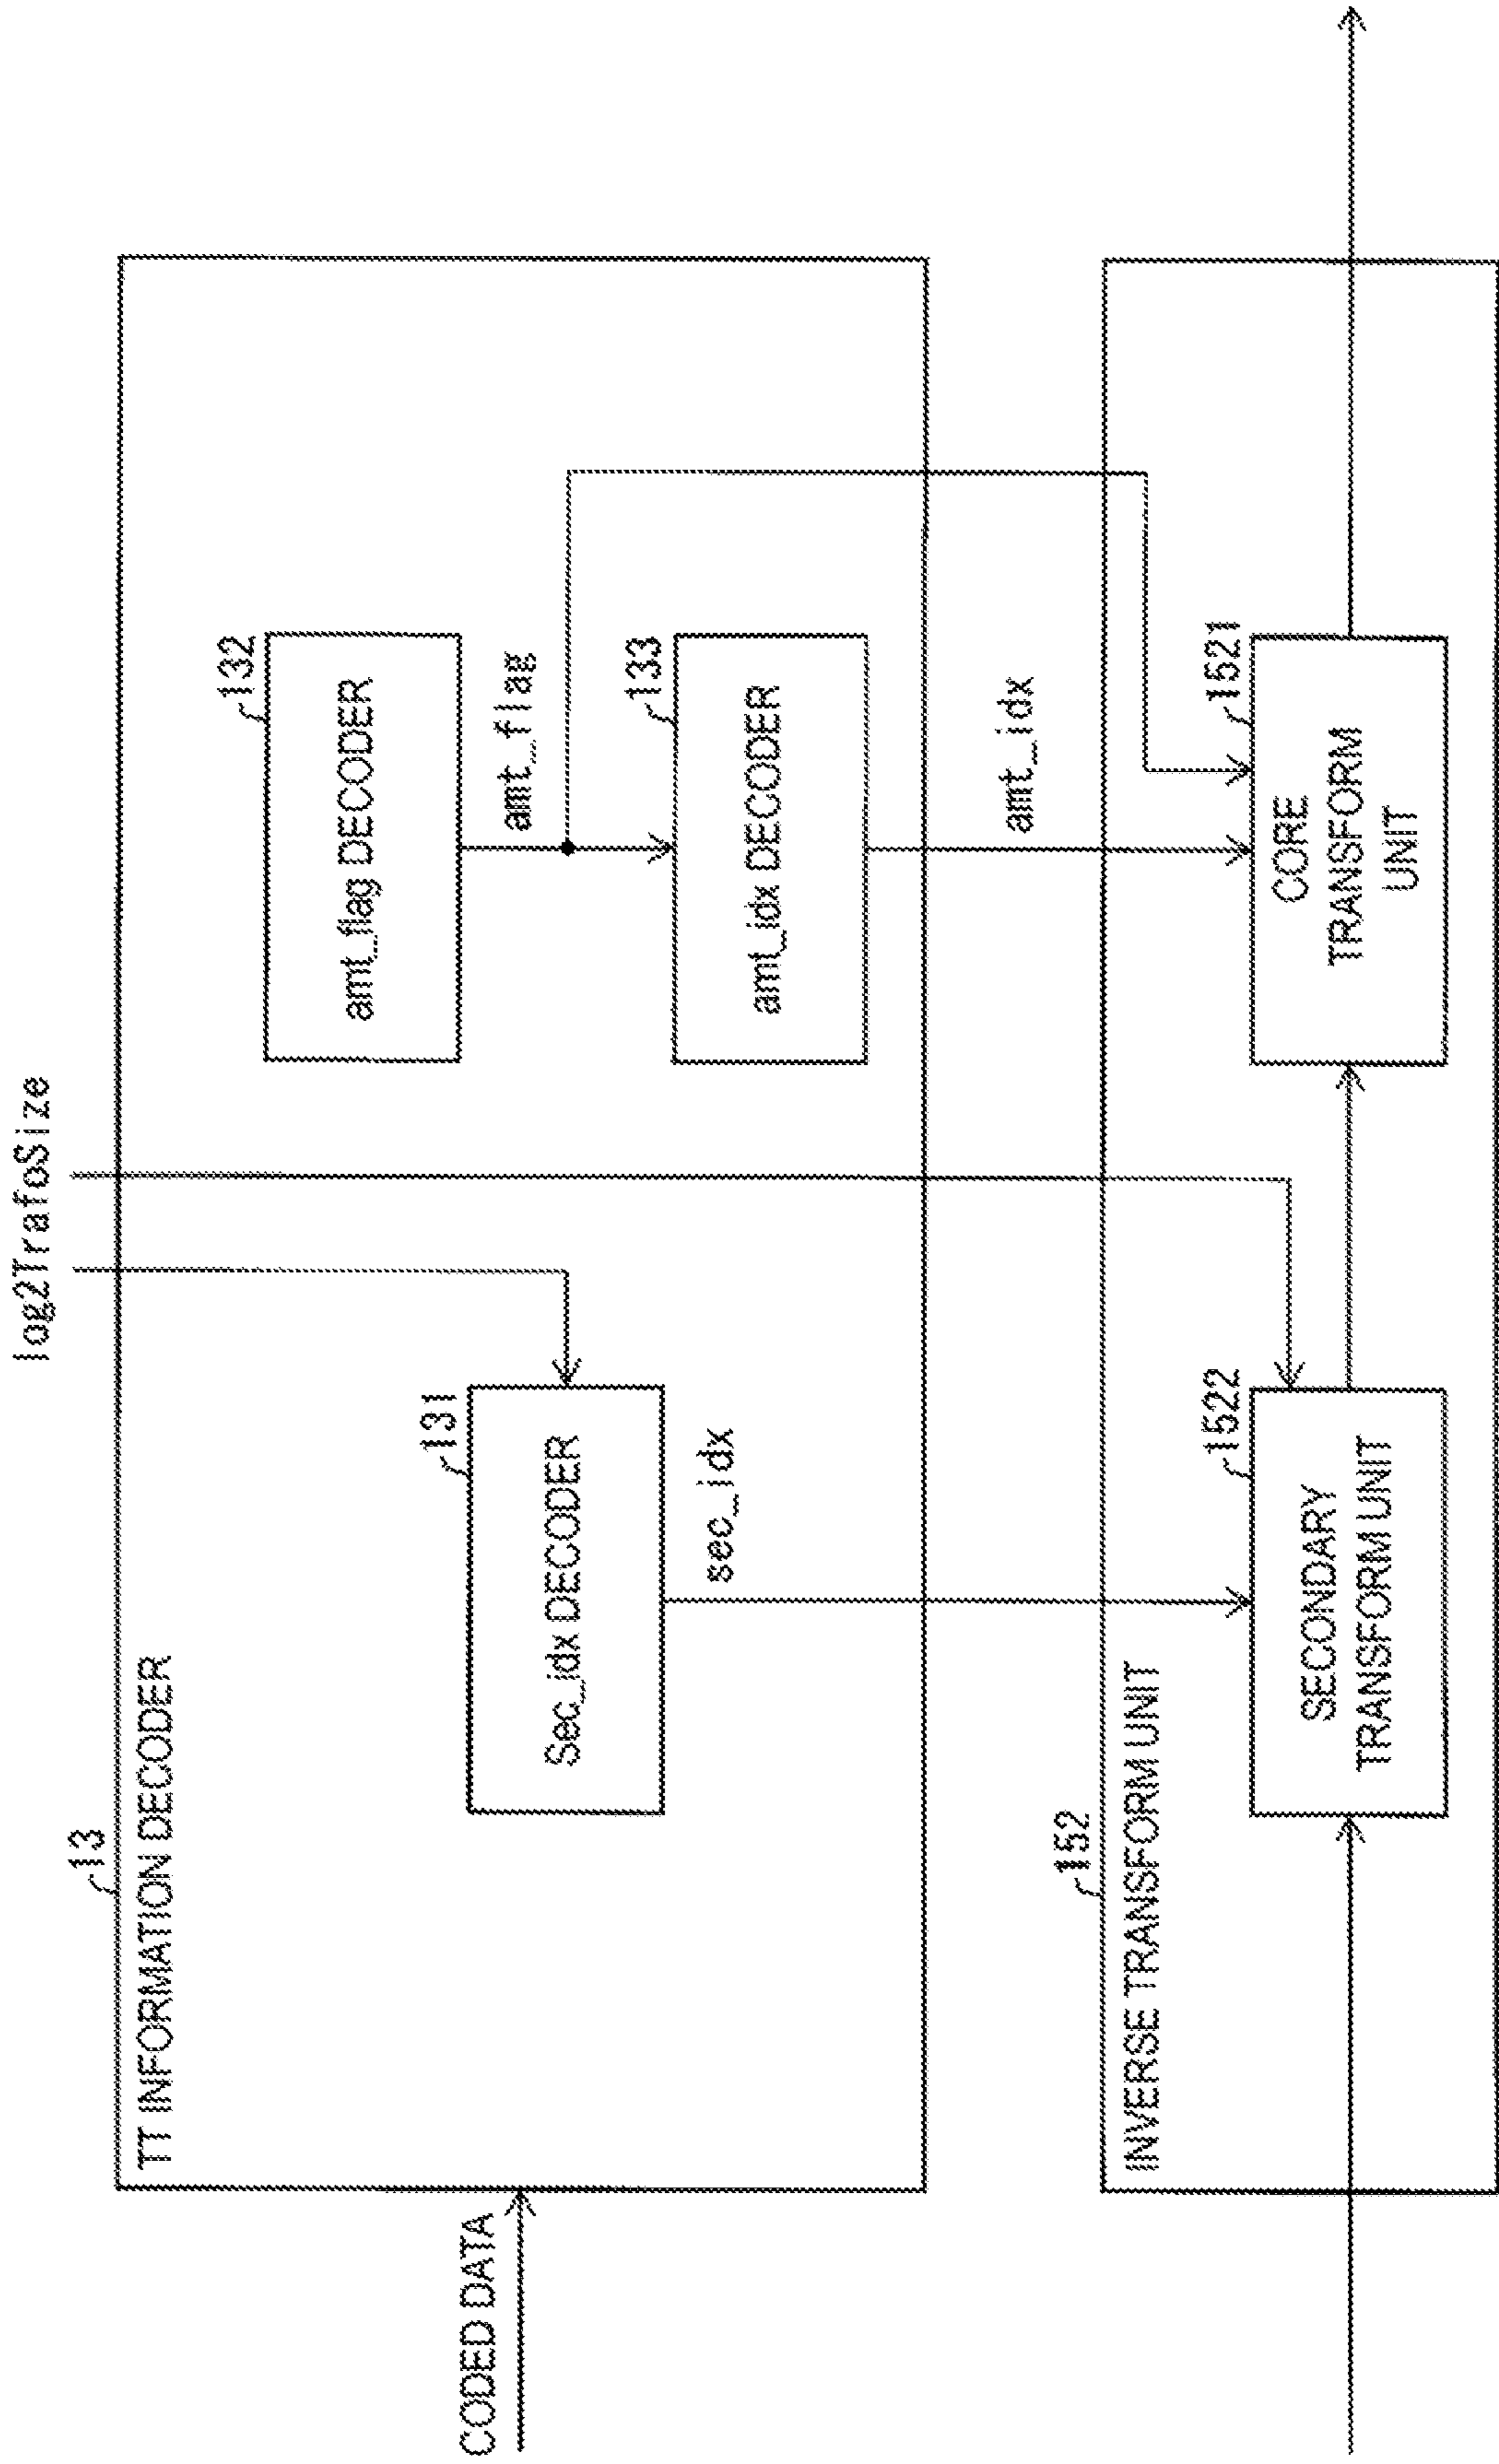 log2TrafoSize
13
TT INFORMATION DECODER
CODED DATA
131
Sec_idx DECODER
sec_idx
132
amt_flag DECODER
amt_flag
133
amt_idx DECODER
amt_idx
152
INVERSE TRANSFORM UNIT
1522
SECONDARY
TRANSFORM UNIT
1521
CORE
TRANSFORM
UNIT